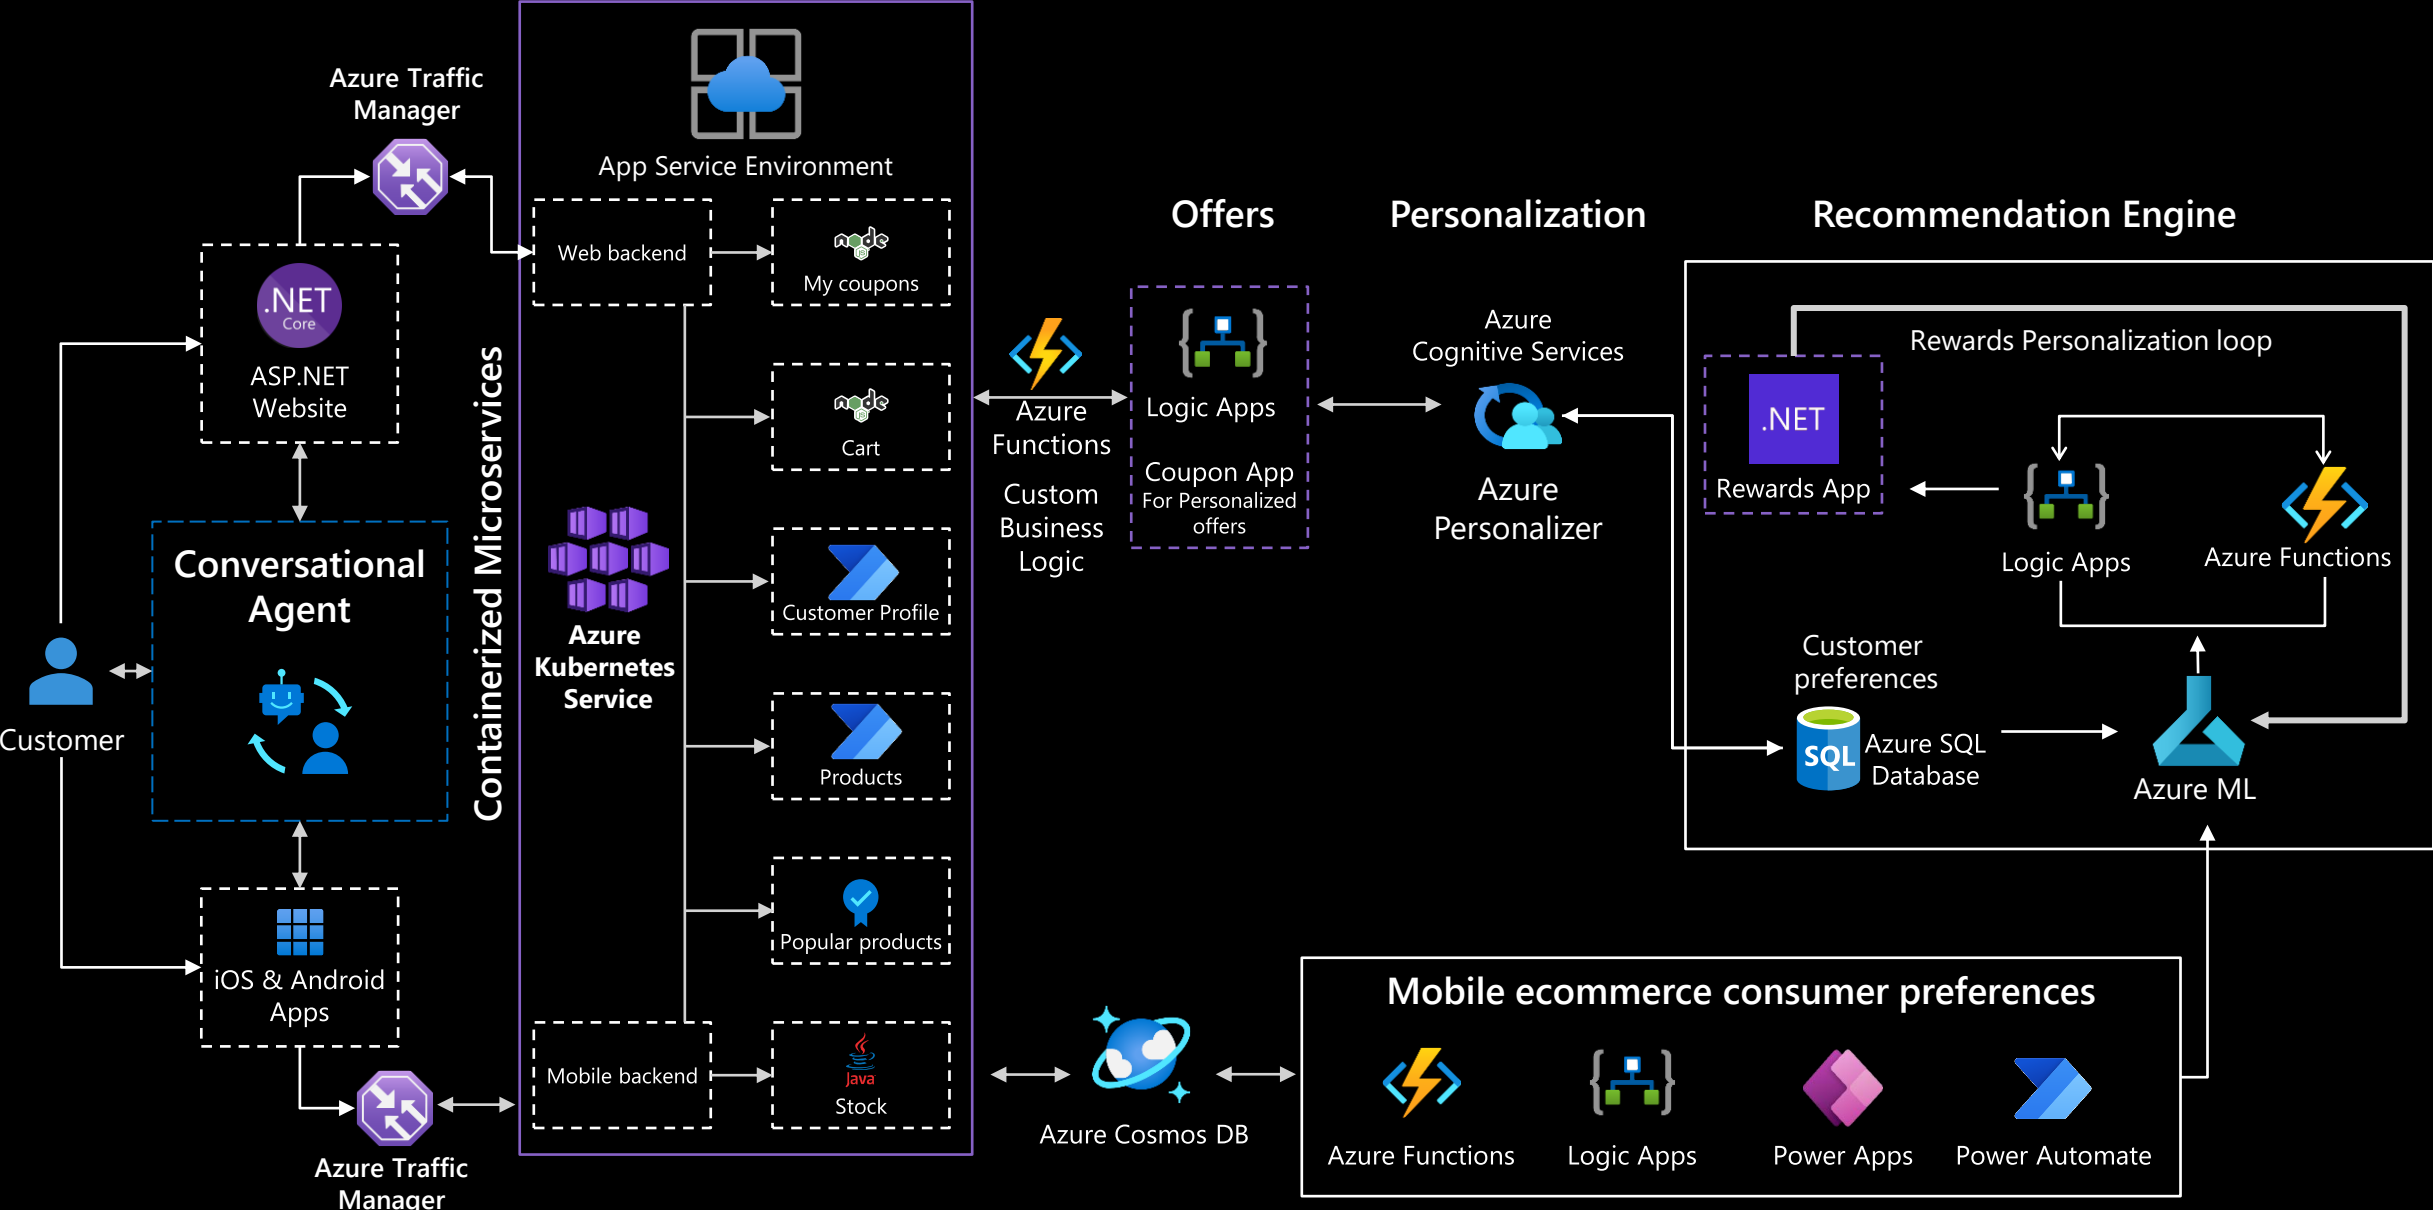 Azure Traffic
Manager
.NET
Core
ASP.NET
Website
Customer
Conversational
Agent
iOS & Android
Apps
Azure Traffic
Manager
Containerized Microservices
App Service Environment
Web backend
Azure
Kubernetes
Service
Mobile backend
node
JS
My coupons
node
JS
Cart
Customer Profile
Products
Popular products
Java
Stock
Azure
Functions
Custom
Business
Logic
Offers
Logic Apps
Coupon App
For Personalized
offers
Personalization
Azure
Cognitive Services
Azure
Personalizer
Recommendation Engine
Rewards Personalization loop
.NET
Rewards App
Logic Apps
Azure Functions
Customer
preferences
SQL
Azure SQL
Database
Azure ML
Azure Cosmos DB
Mobile ecommerce consumer preferences
Azure Functions
Logic Apps
Power Apps
Power Automate